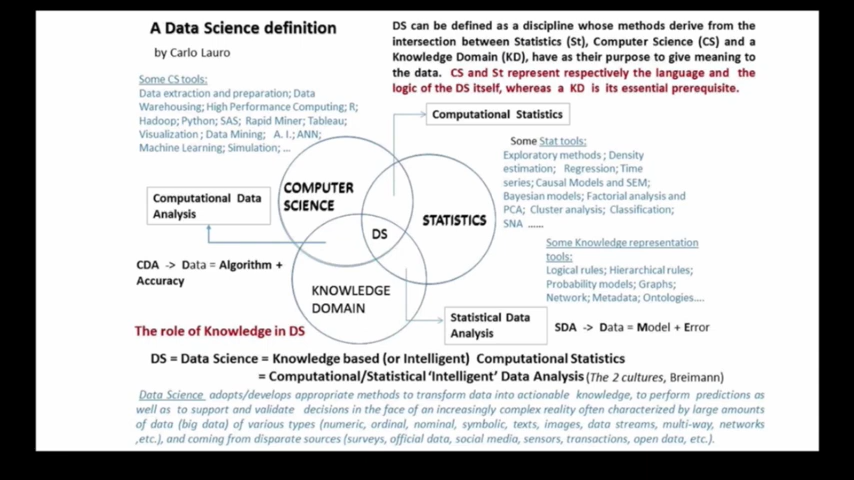 A Data Science definition
by Carlo Lauro
DS can be defined as a discipline whose methods derive from the
intersection between Statistics (St), Computer Science (CS) and a
Knowledge Domain (KD), have as their purpose to give meaning to
the data. CS and St represent respectively the language and the
logic of the DS itself, whereas a KD is its essential prerequisite.
Some CS tools:
Data extraction and preparation; Data
Warehousing; High Performance Computing; R;
Hadoop; Python; SAS; Rapid Miner; Tableau;
Visualization ; Data Mining; A. I.; ANN;
Machine Learning; Simulation; ...
Computational Statistics
Some Stat tools:
Exploratory methods ; Density
estimation; Regression; Time
series; Causal Models and SEM;
Bayesian models; Factorial analysis and
PCA; Cluster analysis; Classification;
SNA ......
COMPUTER
SCIENCE
STATISTICS
DS
KNOWLEDGE
DOMAIN
Computational Data
Analysis
CDA -> Data = Algorithm +
Accuracy
Some Knowledge representation
tools:
Logical rules; Hierarchical rules;
Probability models; Graphs;
Network; Metadata; Ontologies....
Statistical Data
Analysis
SDA -> Data = Model + Error
The role of Knowledge in DS
DS = Data Science = Knowledge based (or Intelligent) Computational Statistics
= Computational/Statistical 'Intelligent' Data Analysis (The 2 cultures, Breimann)
Data Science adopts/develops appropriate methods to transform data into actionable knowledge, to perform predictions as
well as to support and validate decisions in the face of an increasingly complex reality often characterized by large amounts
of data (big data) of various types (numeric, ordinal, nominal, symbolic, texts, images, data streams, multi-way, networks
,etc.), and coming from disparate sources (surveys, official data, social media, sensors, transactions, open data, etc.).